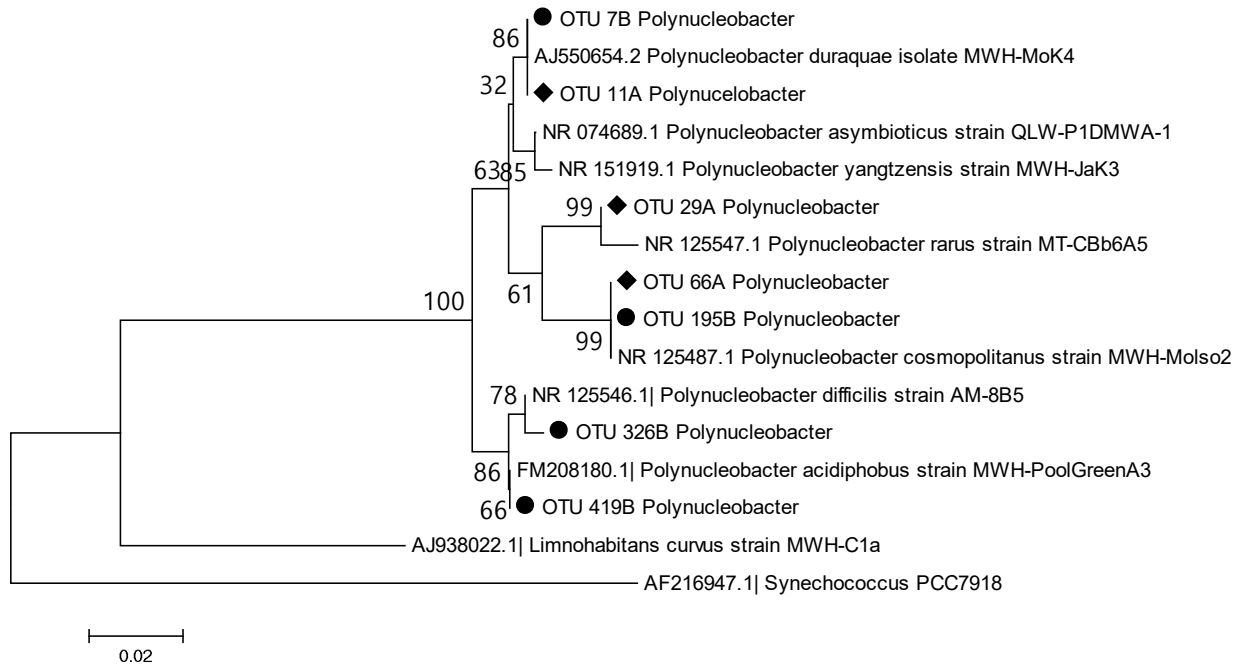 OTU 7B Polynucleobacter
86
AJ550654.2 Polynucleobacter duraquae isolate MWH-MoK4
32
OTU 11A Polynucelobacter
NR 074689.1 Polynucleobacter asymbioticus strain QLW-P1DMWA-1
63
85
NR 151919.1 Polynucleobacter yangtzensis strain MWH-JaK3
99
OTU 29A Polynucleobacter
NR 125547.1 Polynucleobacter rarus strain MT-CBb6A5
OTU 66A Polynucleobacter
61
100
OTU 195B Polynucleobacter
99
NR 125487.1 Polynucleobacter cosmopolitanus strain MWH-MoIso2
78
NR 125546.1| Polynucleobacter difficilis strain AM-8B5
OTU 326B Polynucleobacter
86
FM208180.1| Polynucleobacter acidiphobus strain MWH-PoolGreenA3
66
OTU 419B Polynucleobacter
AJ938022.1| Limnohabitans curvus strain MWH-C1a
AF216947.1| Synechococcus PCC7918
0.02